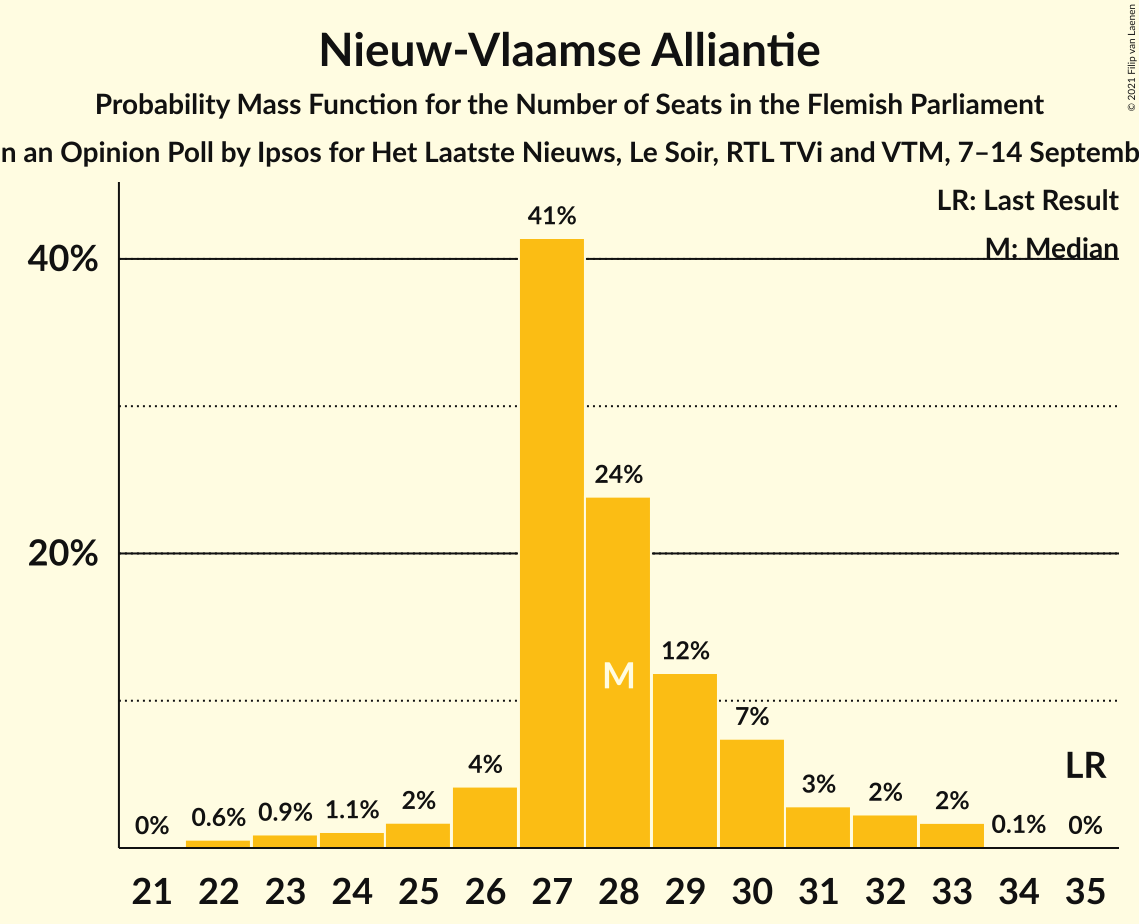 Nieuw-Vlaamse Alliantie
Probability Mass Function for the Number of Seats in the Flemish Parliament
n an Opinion Poll by Ipsos for Het Laatste Nieuws, Le Soir, RTL TVi and VTM, 7–14 Septemb
© 2021 Filip van Laenen
LR: Last Result
M: Median
40%
20%
0%
0.6%
0.9%
1.1%
2%
4%
41%
24%
12%
7%
3%
2%
2%
0.1%
0%
M
LR
21 22 23 24 25 26 27 28 29 30 31 32 33 34 35